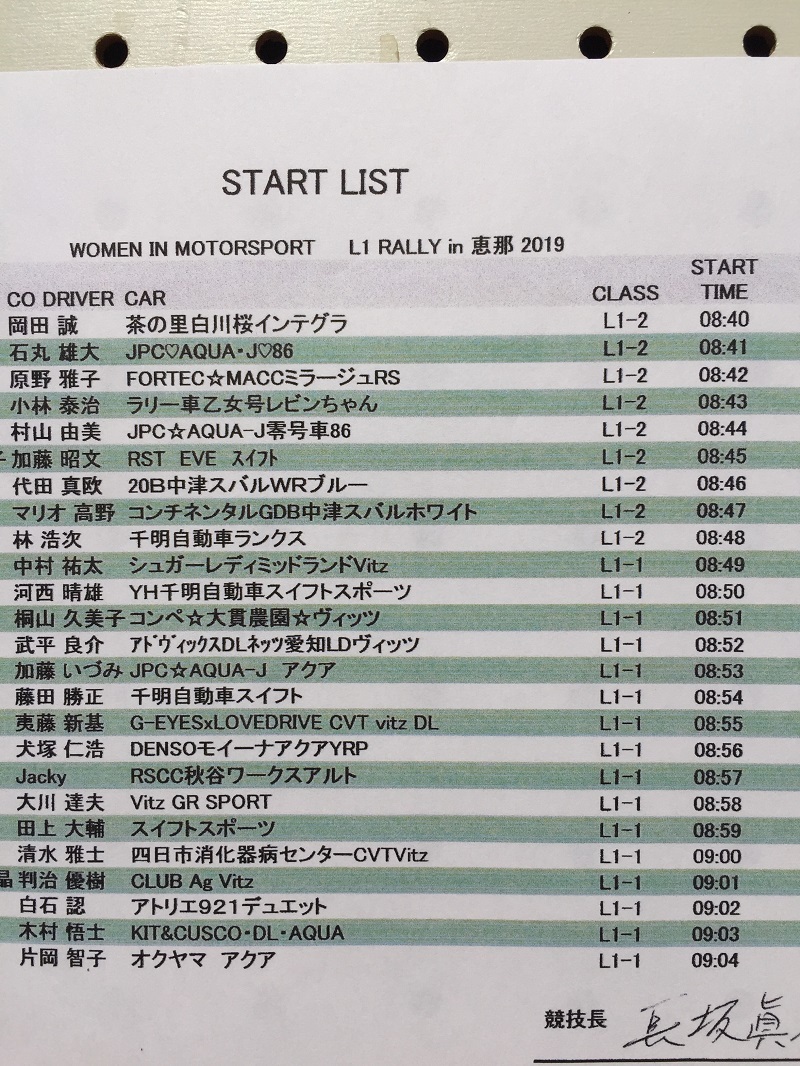 START LIST
WOMEN IN MOTORSPORT L1 RALLY in 恵那 2019
CO DRIVER CAR CLASS START TIME
岡田 誠 茶の里白川桜インテグラ L1-2 08:40
石丸 雄大 JPC♡AQUA・J♡86 L1-2 08:41
原野 雅子 FORTEC☆MACCミラージュRS L1-2 08:42
小林 泰治 ラリー車乙女号レビンちゃん L1-2 08:43
村山 由美 JPC☆AQUA-J零号車86 L1-2 08:44
子 加藤 昭文 RST EVE スイフト L1-2 08:45
代田 真欧 20B中津スバルWRブルー L1-2 08:46
マリオ 高野 コンチネンタルGDB中津スバルホワイト L1-2 08:47
林 浩次 千明自動車ランクス L1-2 08:48
中村 祐太 シュガーレディミッドランドVitz L1-1 08:49
河西 晴雄 YH千明自動車スイフトスポーツ L1-1 08:50
桐山 久美子 コンペ☆大貫農園☆ヴィッツ L1-1 08:51
武平 良介 アドヴィックスDLネッツ愛知LDヴィッツ L1-1 08:52
加藤 いづみ JPC☆AQUA-J アクア L1-1 08:53
藤田 勝正 千明自動車スイフト L1-1 08:54
夷藤 新基 G-EYESxLOVEDRIVE CVT vitz DL L1-1 08:55
犬塚 仁浩 DENSOモイーナアクアYRP L1-1 08:56
Jacky RSCC秋谷ワークスアルト L1-1 08:57
大川 達夫 Vitz GR SPORT L1-1 08:58
田上 大輔 スイフトスポーツ L1-1 08:59
清水 雅士 四日市消化器病センターCVTVitz L1-1 09:00
晶 判治 優樹 CLUB Ag Vitz L1-1 09:01
白石 認 アトリエ921デュエット L1-1 09:02
木村 悟士 KIT&CUSCO・DL・AQUA L1-1 09:03
片岡 智子 オクヤマ アクア L1-1 09:04
競技長 長坂眞